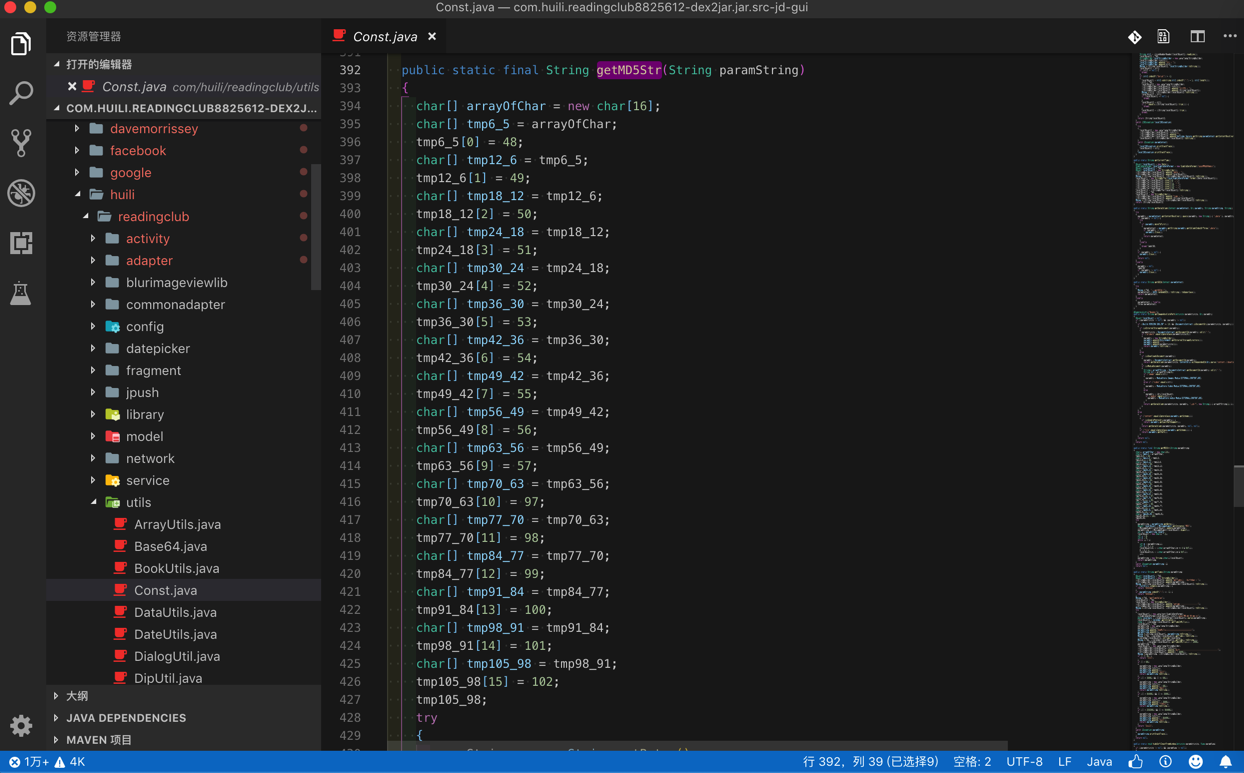 Const.java — com.huili.readingclub8825612-dex2jar.jar.src-jd-gui
资源管理器
打开的编辑器
Const.java com/huili/readingclub/utils
COM.HUILI.READINGCLUB8825612-DEX2J...
davemorrissey
facebook
google
huili
readingclub
activity
adapter
blurimageviewlib
commonadapter
config
datepicker
fragment
jpush
library
model
network
service
utils
ArrayUtils.java
Base64.java
BookUtils.java
Const.java
DataUtils.java
DateUtils.java
DialogUtil.java
DipUtil.java
大纲
JAVA DEPENDENCIES
MAVEN 项目
Const.java
391
392 public static final String getMD5Str(String paramString)
393 {
394 char[] arrayOfChar = new char[16];
395 char[] tmp6_5 = arrayOfChar;
396 tmp6_5[0] = 48;
397 char[] tmp12_6 = tmp6_5;
398 tmp12_6[1] = 49;
399 char[] tmp18_12 = tmp12_6;
400 tmp18_12[2] = 50;
401 char[] tmp24_18 = tmp18_12;
402 tmp24_18[3] = 51;
403 char[] tmp30_24 = tmp24_18;
404 tmp30_24[4] = 52;
405 char[] tmp36_30 = tmp30_24;
406 tmp36_30[5] = 53;
407 char[] tmp42_36 = tmp36_30;
408 tmp42_36[6] = 54;
409 char[] tmp49_42 = tmp42_36;
410 tmp49_42[7] = 55;
411 char[] tmp56_49 = tmp49_42;
412 tmp56_49[8] = 56;
413 char[] tmp63_56 = tmp56_49;
414 tmp63_56[9] = 57;
415 char[] tmp70_63 = tmp63_56;
416 tmp70_63[10] = 97;
417 char[] tmp77_70 = tmp70_63;
418 tmp77_70[11] = 98;
419 char[] tmp84_77 = tmp77_70;
420 tmp84_77[12] = 99;
421 char[] tmp91_84 = tmp84_77;
422 tmp91_84[13] = 100;
423 char[] tmp98_91 = tmp91_84;
424 tmp98_91[14] = 101;
425 char[] tmp105_98 = tmp98_91;
426 tmp105_98[15] = 102;
427 tmp105_98;
428 try
429 {
1万+ 4K
行 392，列 39 (已选择9) 空格: 2 UTF-8 LF Java